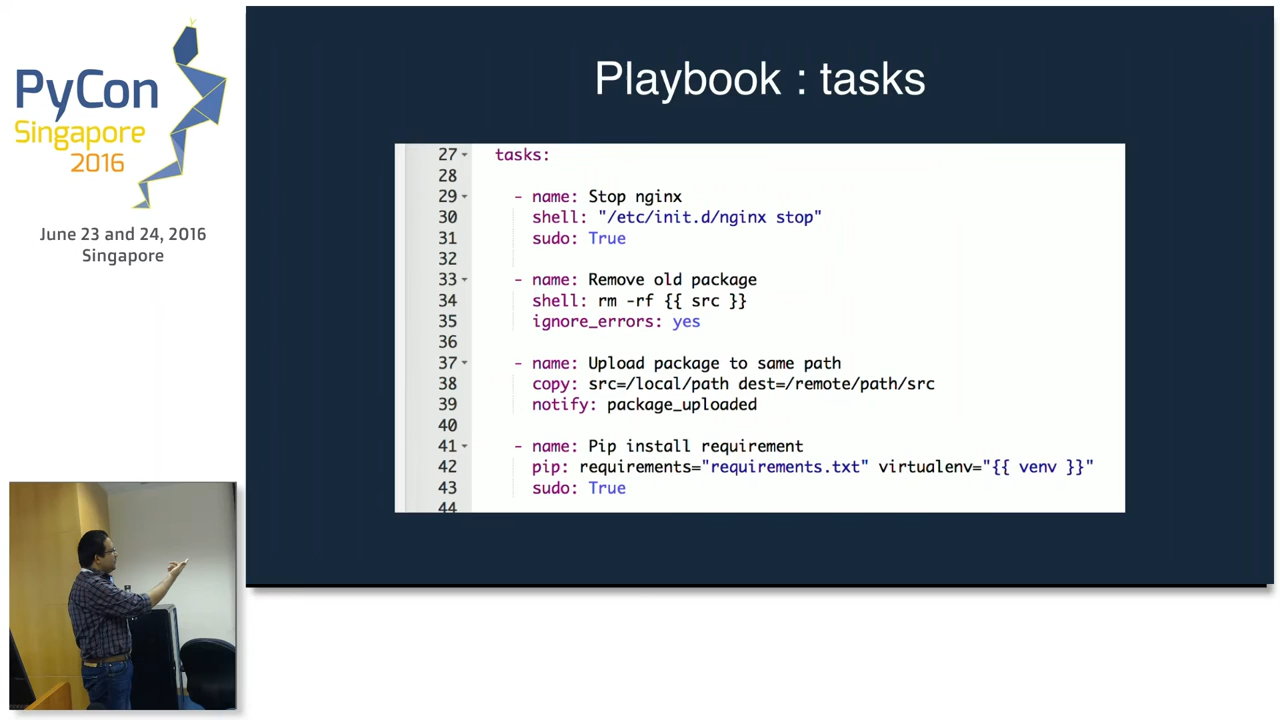 PyCon
Singapore
2016
June 23 and 24, 2016
Singapore
Playbook : tasks
27 tasks:
28
29 - name: Stop nginx
30 shell: "/etc/init.d/nginx stop"
31 sudo: True
32
33 - name: Remove old package
34 shell: rm -rf {{ src }}
35 ignore_errors: yes
36
37 - name: Upload package to same path
38 copy: src=/local/path dest=/remote/path/src
39 notify: package_uploaded
40
41 - name: Pip install requirement
42 pip: requirements="requirements.txt" virtualenv="{{ venv }}"
43 sudo: True
44